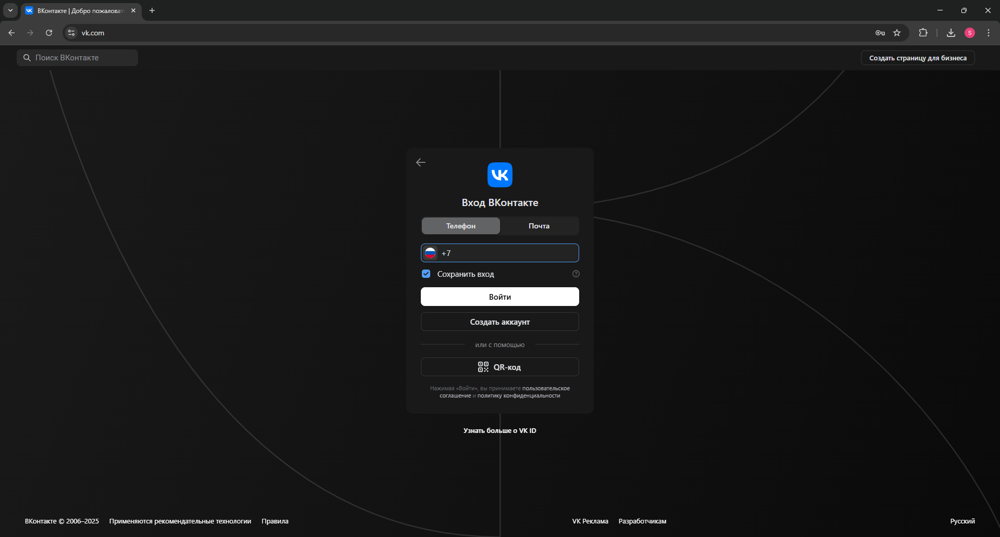 ВКонтакте | Добро пожаловат
vk.com
S
Поиск ВКонтакте
Создать страницу для бизнеса
Вход ВКонтакте
Телефон
Почта
+7
Сохранить вход
Войти
Создать аккаунт
или с помощью
QR-код
Нажимая «Войти», вы принимаете пользовательское
соглашение и политику конфиденциальности
Узнать больше о VK ID
ВКонтакте © 2006–2025 Применяются рекомендательные технологии Правила VK Реклама Разработчикам Русский